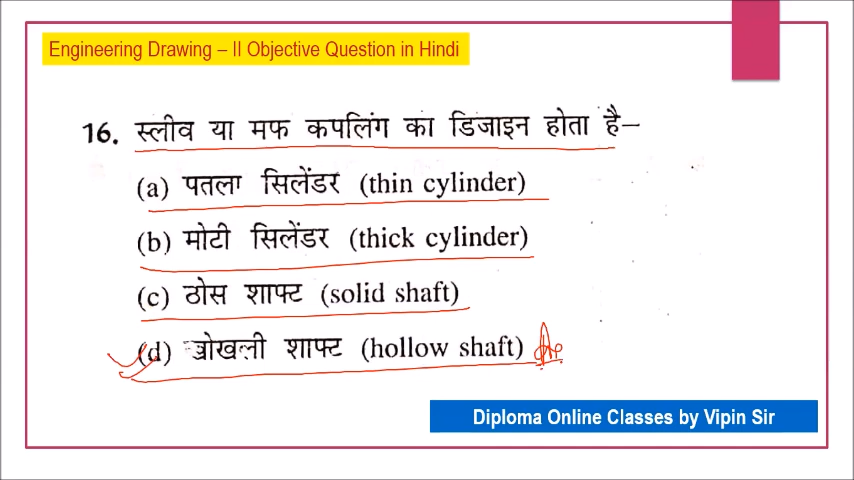 Engineering Drawing – II Objective Question in Hindi
16. स्लीव या मफ कपलिंग का डिजाइन होता है–
(a) पतला सिलेंडर (thin cylinder)
(b) मोटी सिलेंडर (thick cylinder)
(c) ठोस शाफ्ट (solid shaft)
(d) खोखली शाफ्ट (hollow shaft)
Diploma Online Classes by Vipin Sir